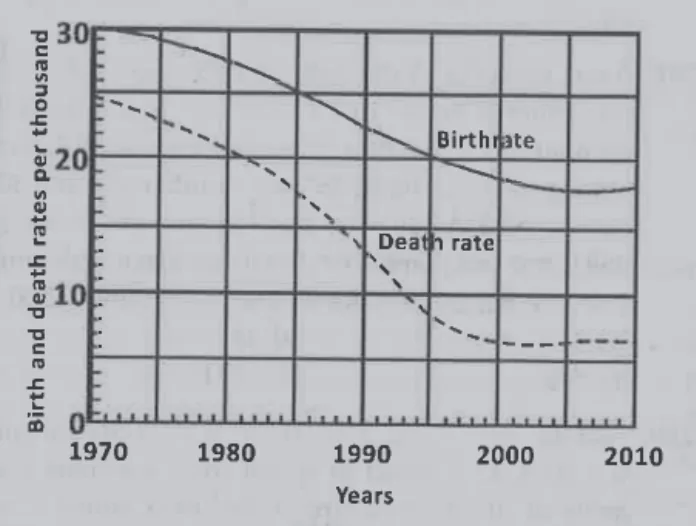 Birth and death rates per thousand
30
20
10
0
Birthrate
Death rate
1970 1980 1990 2000 2010
Years